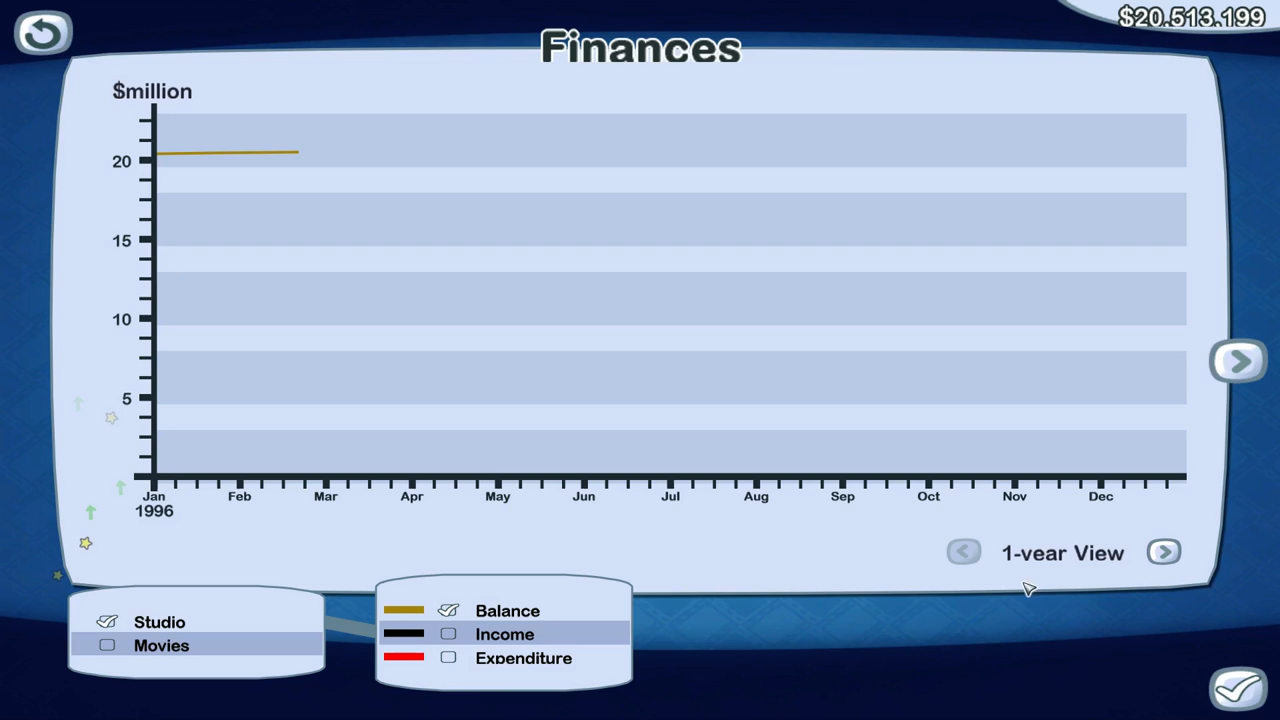 $20,513,199
Finances
$million
20
15
10
5
Jan Feb Mar Apr May Jun Jul Aug Sep Oct Nov Dec
1996
1-year View
Studio
Movies
Balance
Income
Expenditure